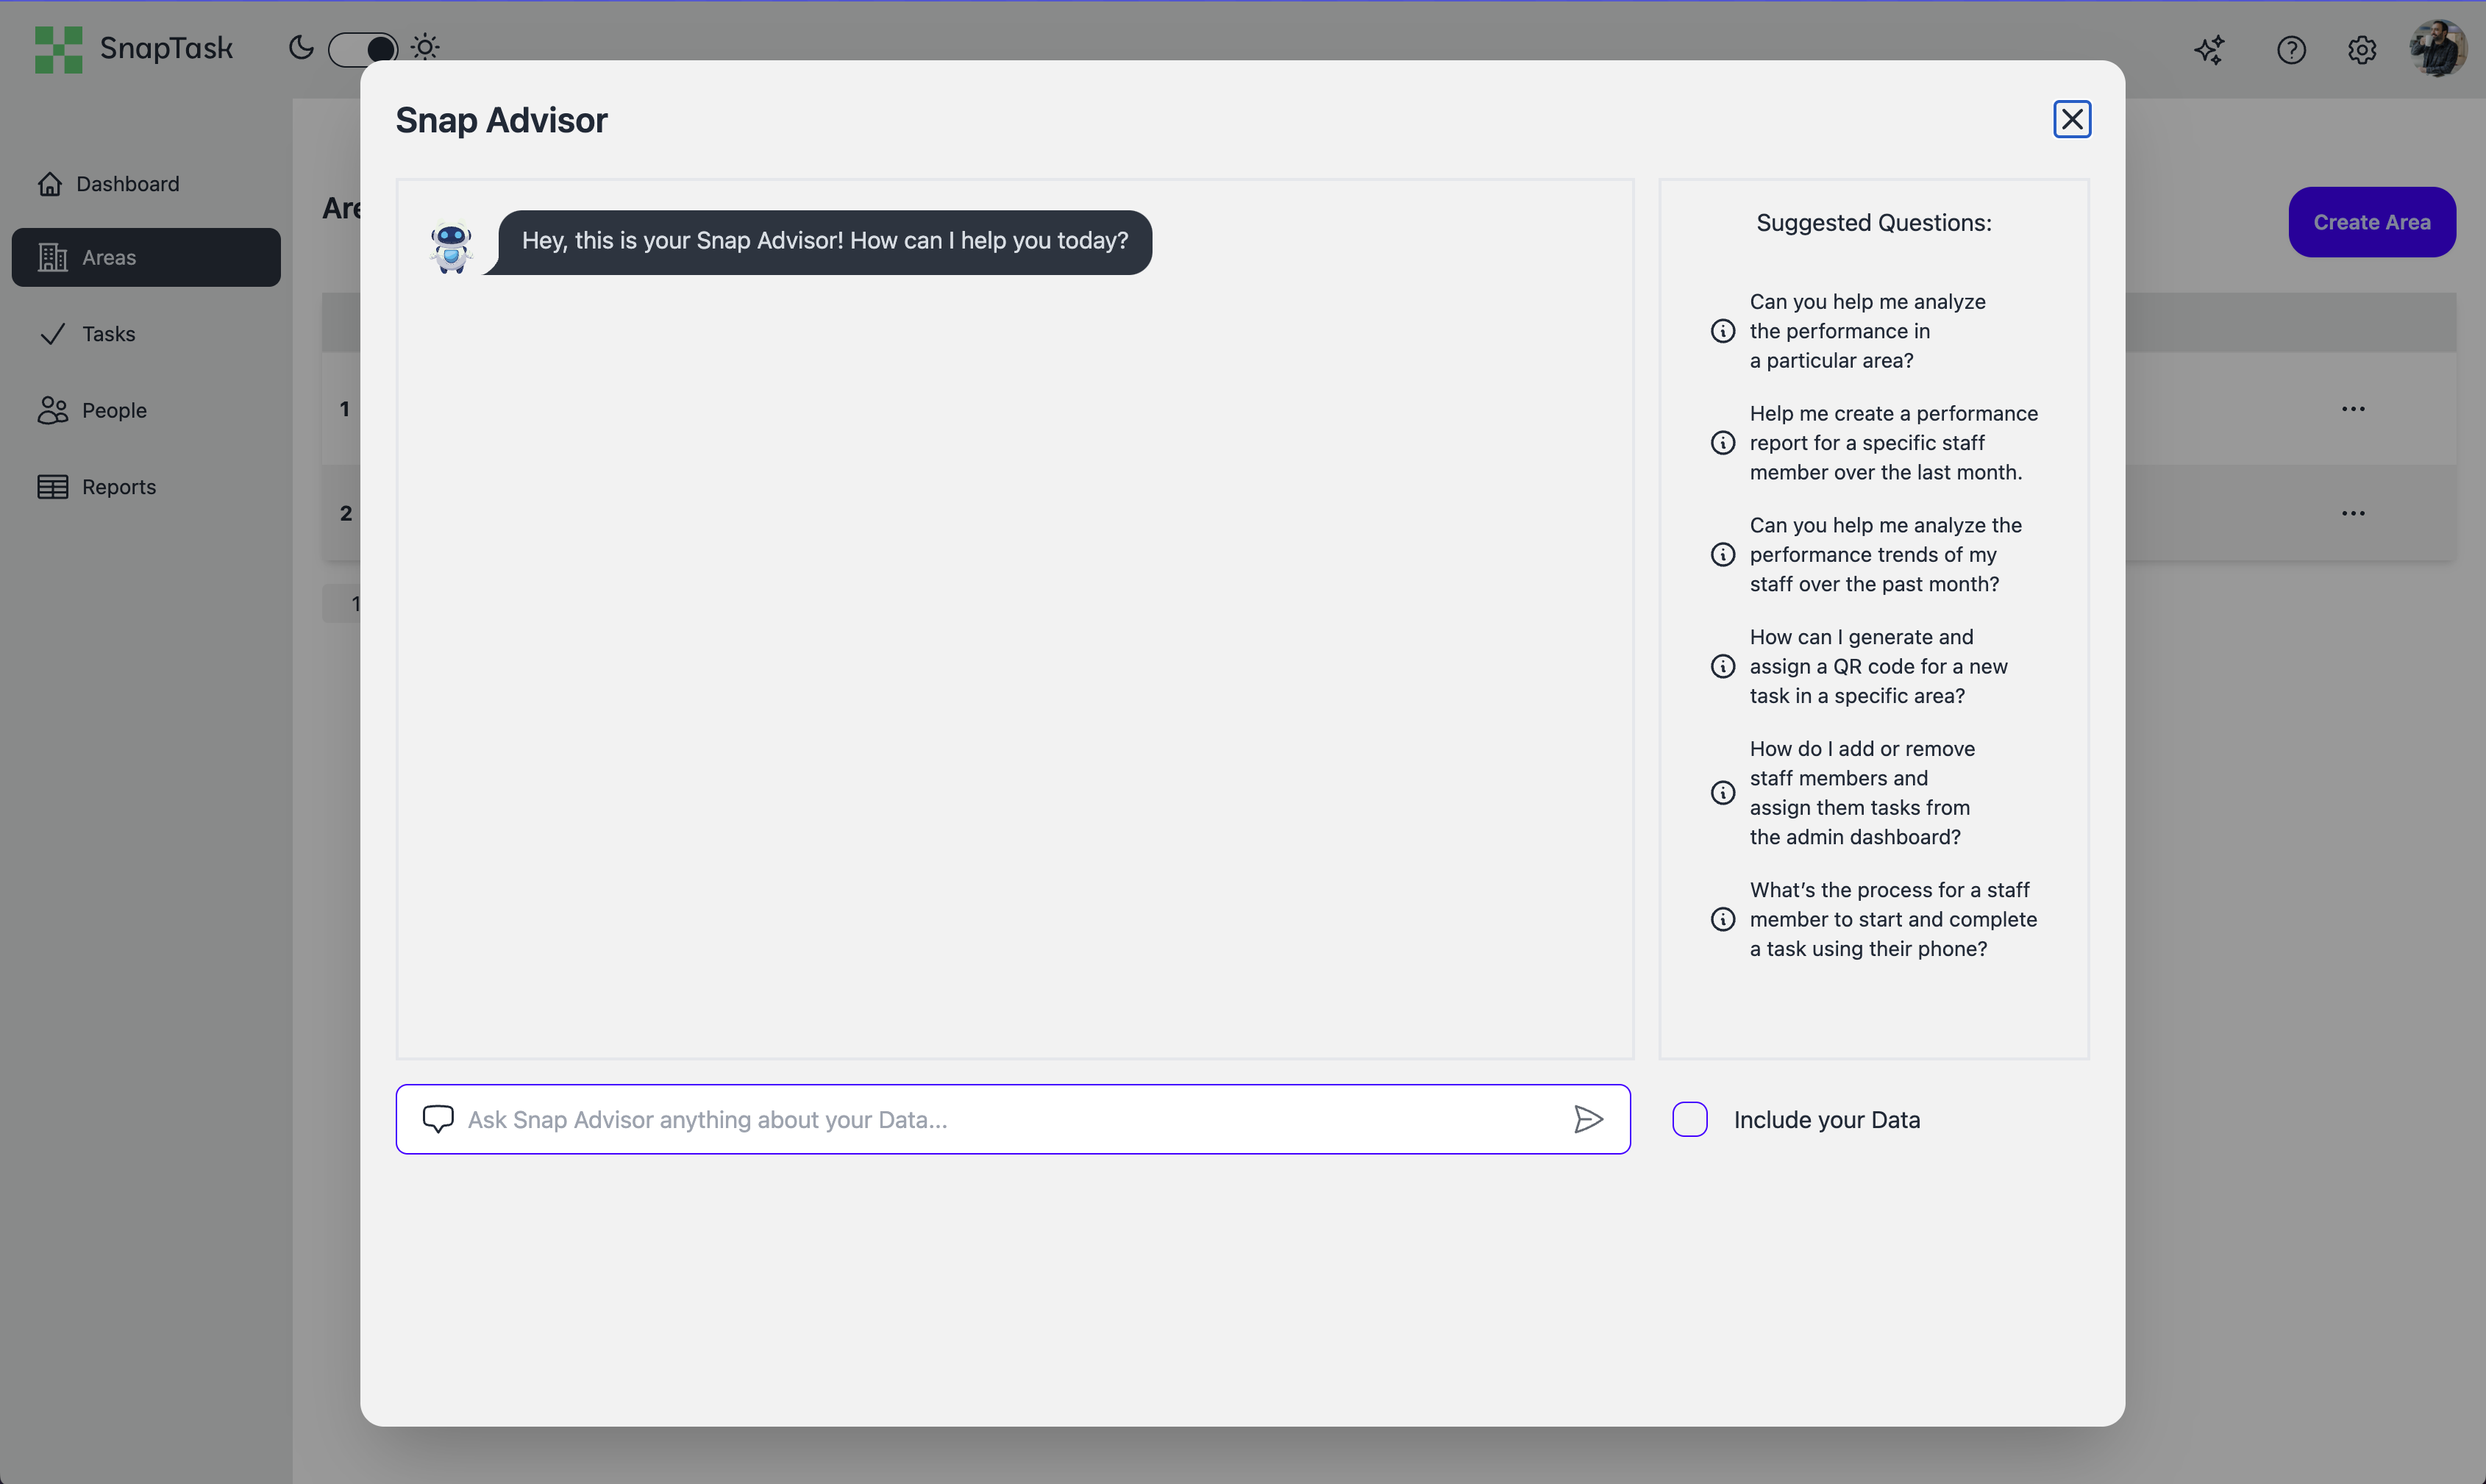 SnapTask
Dashboard
Areas
Tasks
People
Reports
Create Area
1
2
1
Snap Advisor
Hey, this is your Snap Advisor! How can I help you today?
Suggested Questions:
Can you help me analyze
the performance in
a particular area?
Help me create a performance
report for a specific staff
member over the last month.
Can you help me analyze the
performance trends of my
staff over the past month?
How can I generate and
assign a QR code for a new
task in a specific area?
How do I add or remove
staff members and
assign them tasks from
the admin dashboard?
What's the process for a staff
member to start and complete
a task using their phone?
Ask Snap Advisor anything about your Data...
Include your Data